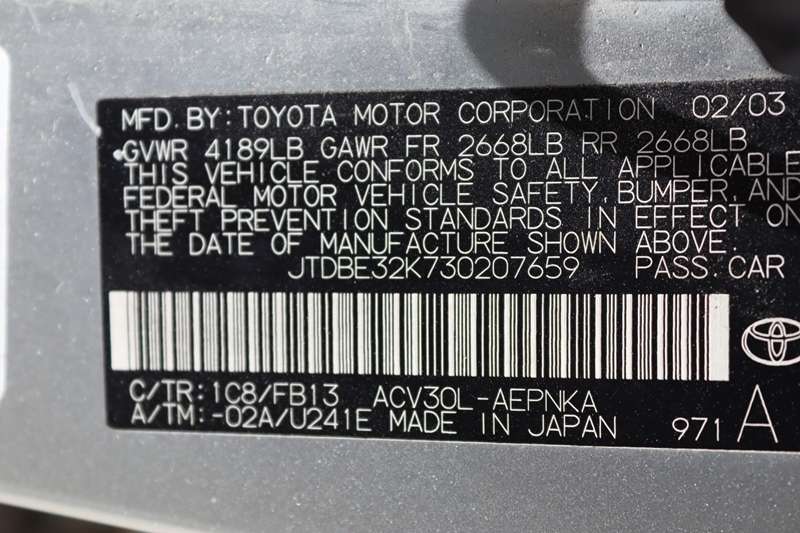 MFD. BY: TOYOTA MOTOR CORPORATION 02/03
GVWR 4189LB GAWR FR 2668LB RR 2668LB
THIS VEHICLE CONFORMS TO ALL APPLICABLE
FEDERAL MOTOR VEHICLE SAFETY, BUMPER, AND
THEFT PREVENTION STANDARDS IN EFFECT ON
THE DATE OF MANUFACTURE SHOWN ABOVE.
JTDBE32K730207659 PASS. CAR
C/TR: 1C8/FB13 ACV30L-AEPNKA
A/TM: -02A/U241E MADE IN JAPAN 971 A